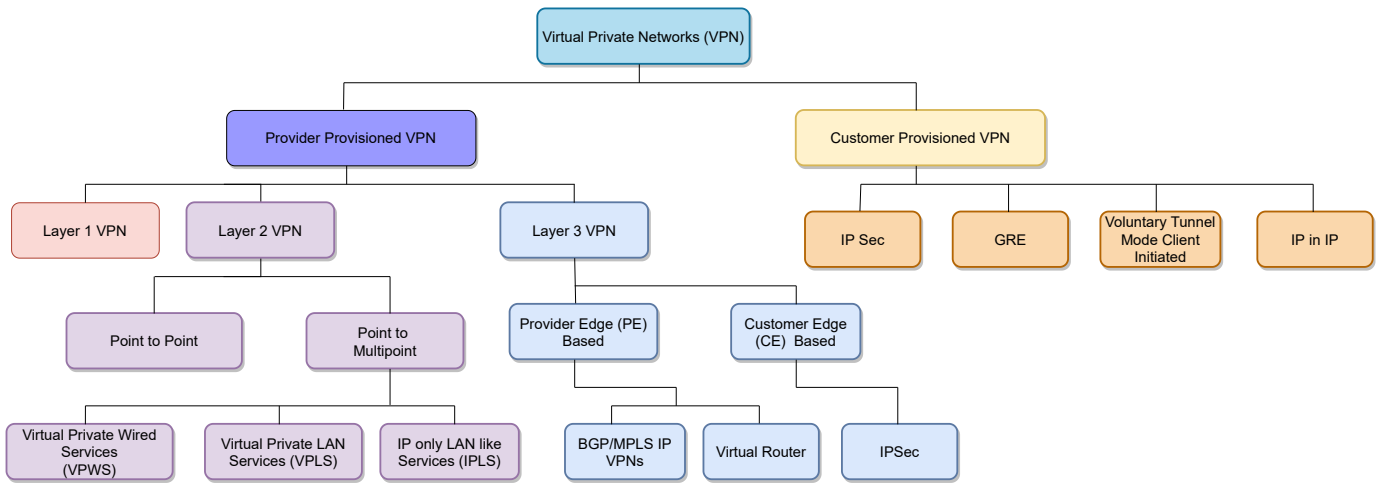 Virtual Private Networks (VPN)
Provider Provisioned VPN
Customer Provisioned VPN
Layer 1 VPN
Layer 2 VPN
Layer 3 VPN
IP Sec
GRE
Voluntary Tunnel
Mode Client
Initiated
IP in IP
Point to Point
Point to
Multipoint
Provider Edge (PE)
Based
Customer Edge
(CE)  Based
Virtual Private Wired
Services
(VPWS)
Virtual Private LAN
Services (VPLS)
IP only LAN like
Services (IPLS)
BGP/MPLS IP
VPNs
Virtual Router
IPSec